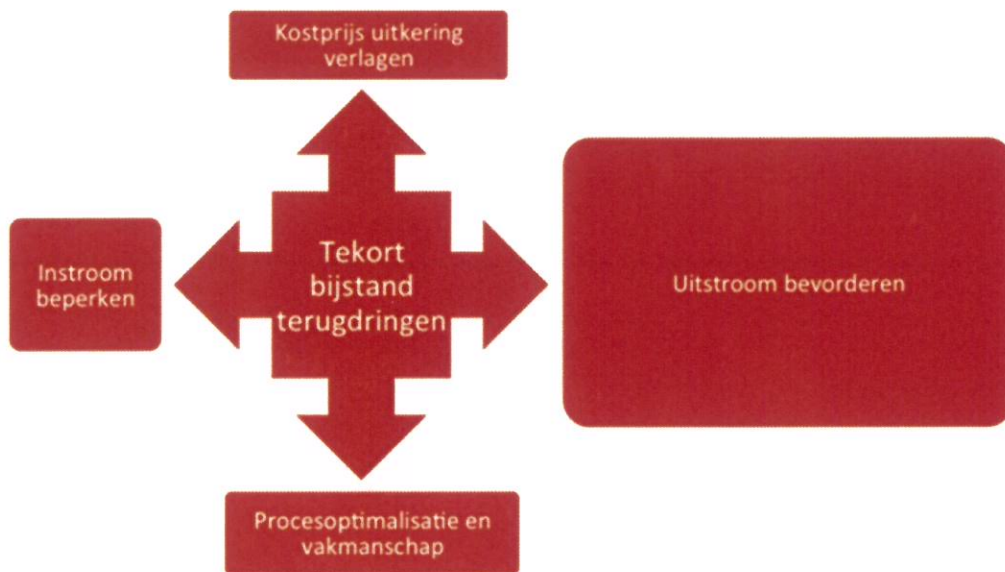 Kostprijs uitkering
verlagen
Instroom
beperken
Tekort
bijstand
terugdringen
Uitstroom bevorderen
Procesoptimalisatie en
vakmanschap